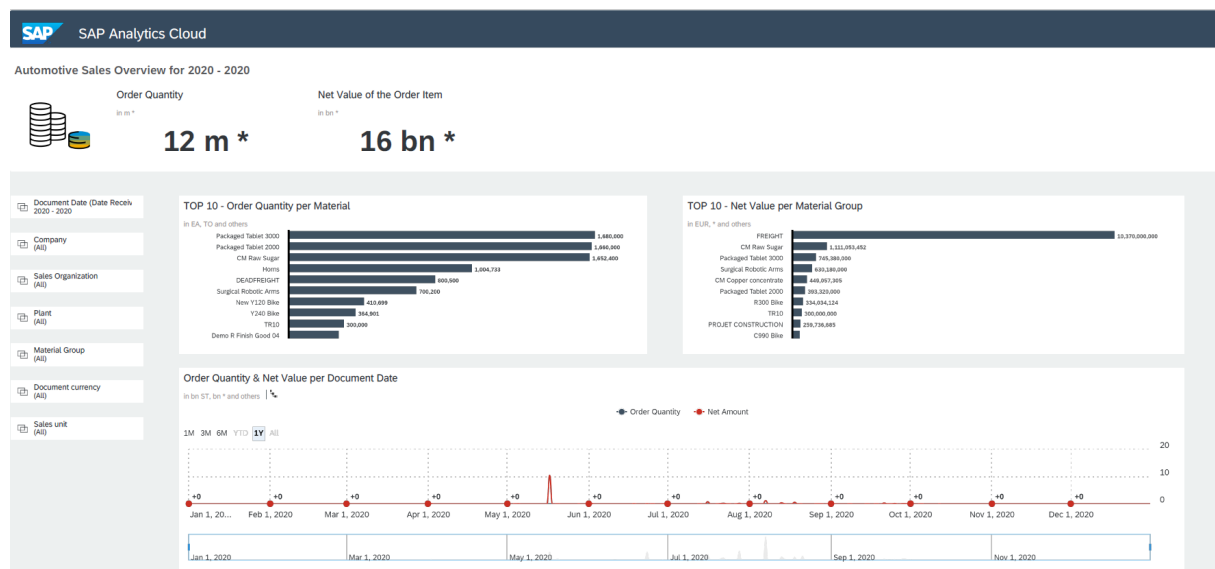 SAP SAP Analytics Cloud
Automotive Sales Overview for 2020 - 2020
Order Quantity
in m *
12 m *
Net Value of the Order Item
in bn *
16 bn *
Document Date (Date Receiv
2020 - 2020
Company
(All)
Sales Organization
(All)
Plant
(All)
Material Group
(All)
Document currency
(All)
Sales unit
(All)
TOP 10 - Order Quantity per Material
in EA, TO and others
Packaged Tablet 3000 1,680,000
Packaged Tablet 2000
CM Raw Sugar 1,652,400
Horns 1,004,733
DEADFREIGHT
Surgical Robotic Arms 700,200
New Y120 Bike 410,699
Y240 Bike
TR10 300,000
Demo R Finish Good 04
TOP 10 - Net Value per Material Group
in EUR, * and others
FREIGHT 10,370,000,000
CM Raw Sugar 1,111,053,452
Packaged Tablet 3000 745,380,000
Surgical Robotic Arms 630,180,000
CM Copper concentrate 449,057,305
Packaged Tablet 2000 393,320,000
R300 Bike 334,034,124
TR10 300,000,000
PROJET CONSTRUCTION 259,736,685
C990 Bike
Order Quantity & Net Value per Document Date
in bn ST, bn * and others
Order Quantity Net Amount
1M 3M 6M YTD 1Y All
20
10
0
+0 +0 +0 +0 +0 +0 +0 +0 +0 +0 +0 +0
Jan 1, 20... Feb 1, 2020 Mar 1, 2020 Apr 1, 2020 May 1, 2020 Jun 1, 2020 Jul 1, 2020 Aug 1, 2020 Sep 1, 2020 Oct 1, 2020 Nov 1, 2020 Dec 1, 2020
Jan 1, 2020 Mar 1, 2020 May 1, 2020 Jul 1, 2020 Sep 1, 2020 Nov 1, 2020